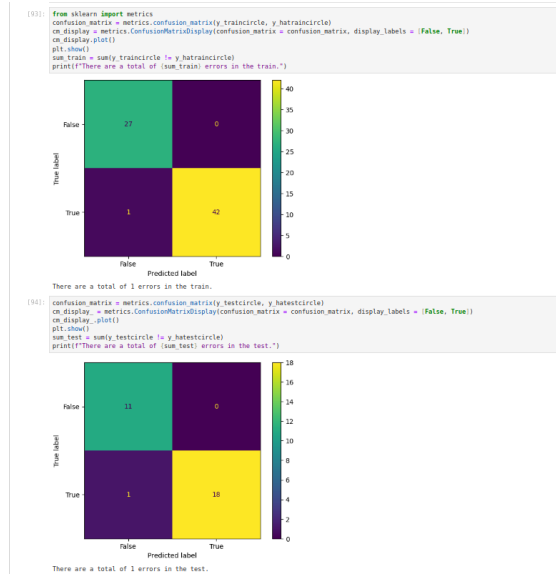 [93]: from sklearn import metrics
confusion_matrix = metrics.confusion_matrix(y_traincircle, y_hatraincircle)
cm_display = metrics.ConfusionMatrixDisplay(confusion_matrix = confusion_matrix, display_labels = [False, True])
cm_display.plot()
plt.show()
sum_train = sum(y_traincircle != y_hatraincircle)
print(f"There are a total of {sum_train} errors in the train.")
40
35
30
25
20
15
10
5
0
True label
False
27 0
True
1 42
False True
Predicted label
There are a total of 1 errors in the train.
[94]: confusion_matrix = metrics.confusion_matrix(y_testcircle, y_hatestcircle)
cm_display_ = metrics.ConfusionMatrixDisplay(confusion_matrix = confusion_matrix, display_labels = [False, True])
cm_display_.plot()
plt.show()
sum_test = sum(y_testcircle != y_hatestcircle)
print(f"There are a total of {sum_test} errors in the test.")
18
16
14
12
10
8
6
4
2
0
True label
False
11 0
True
1 18
False True
Predicted label
There are a total of 1 errors in the test.